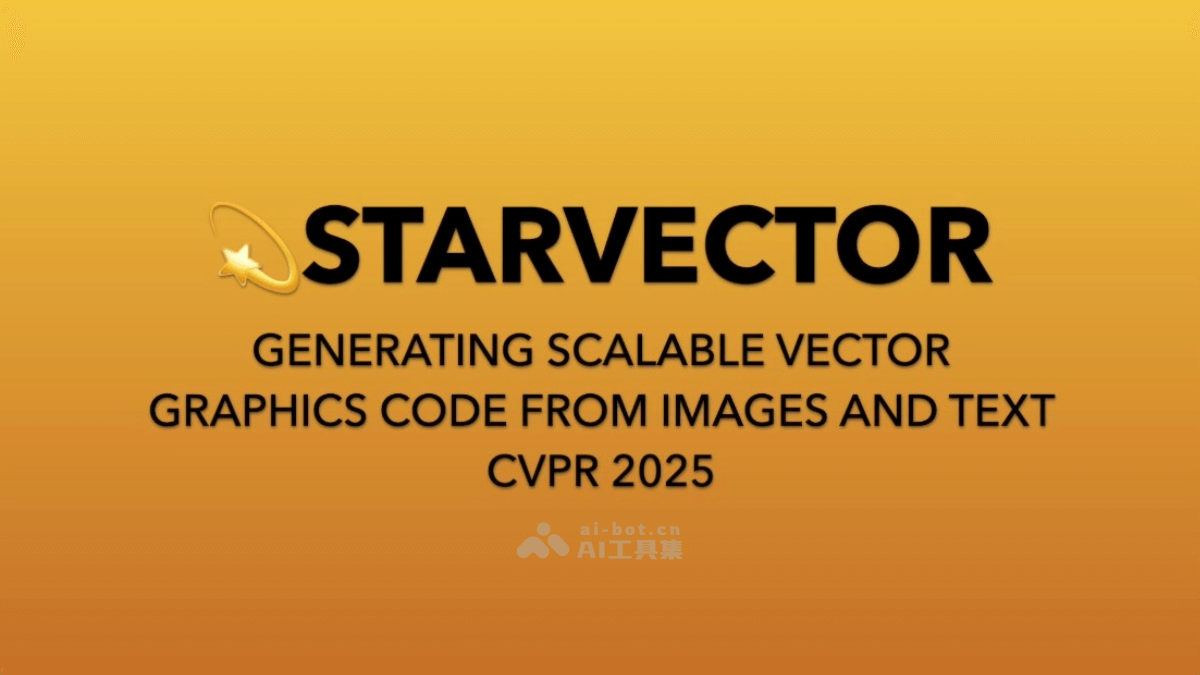 STARVECTOR
GENERATING SCALABLE VECTOR
GRAPHICS CODE FROM IMAGES AND TEXT
CVPR 2025
ai-bot.cn
AI工具集